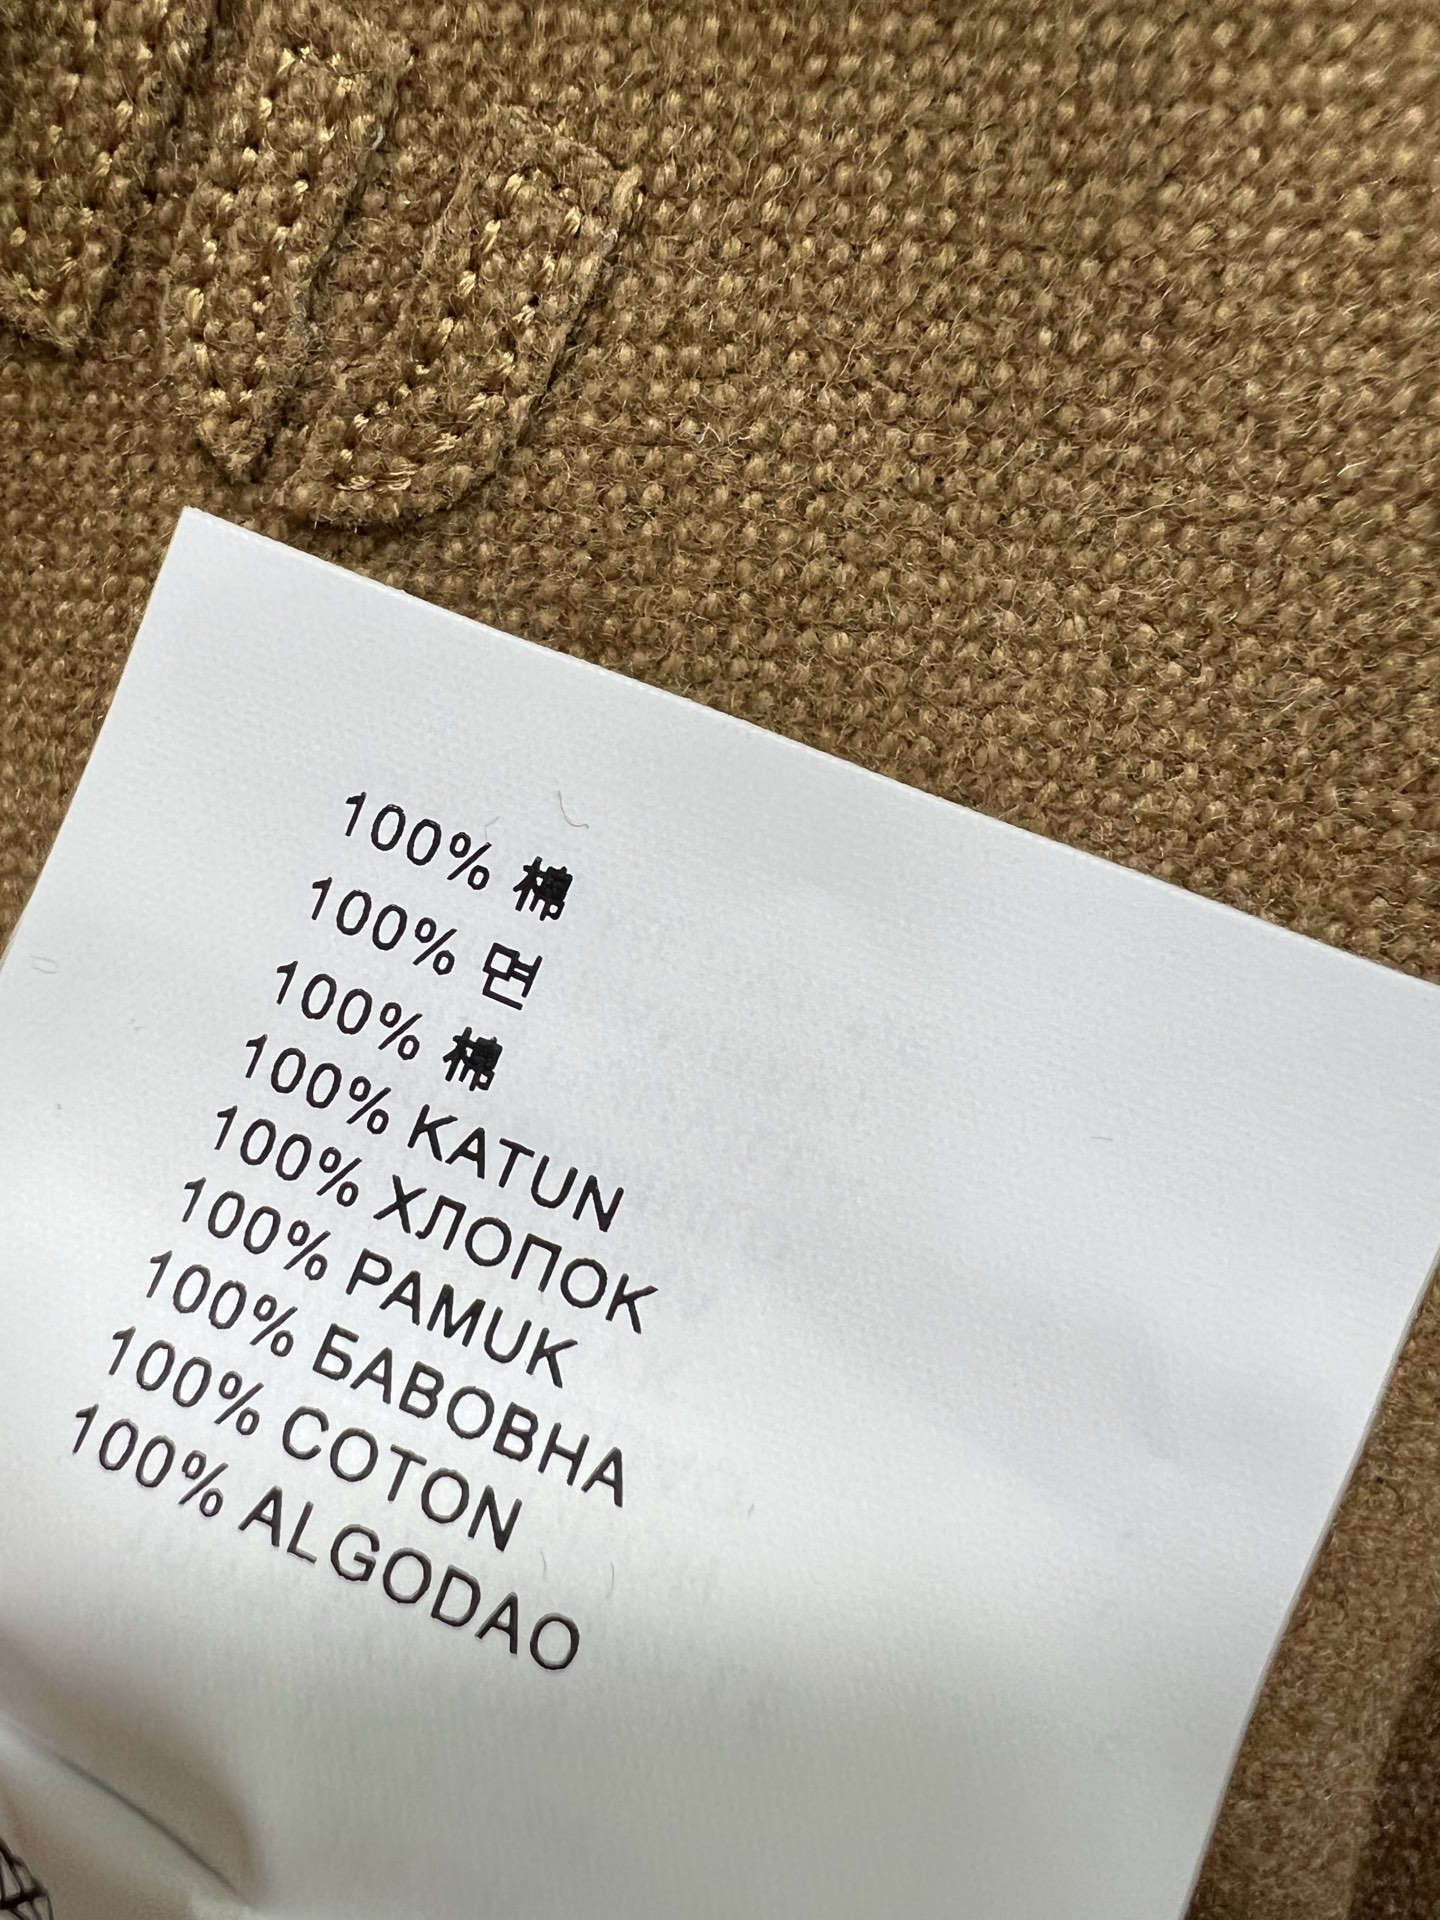 100% 棉
100% 면
100% 棉
100% KATUN
100% ХЛОПОК
100% PAMUK
100% БАВОВНА
100% COTON
100% ALGODAO